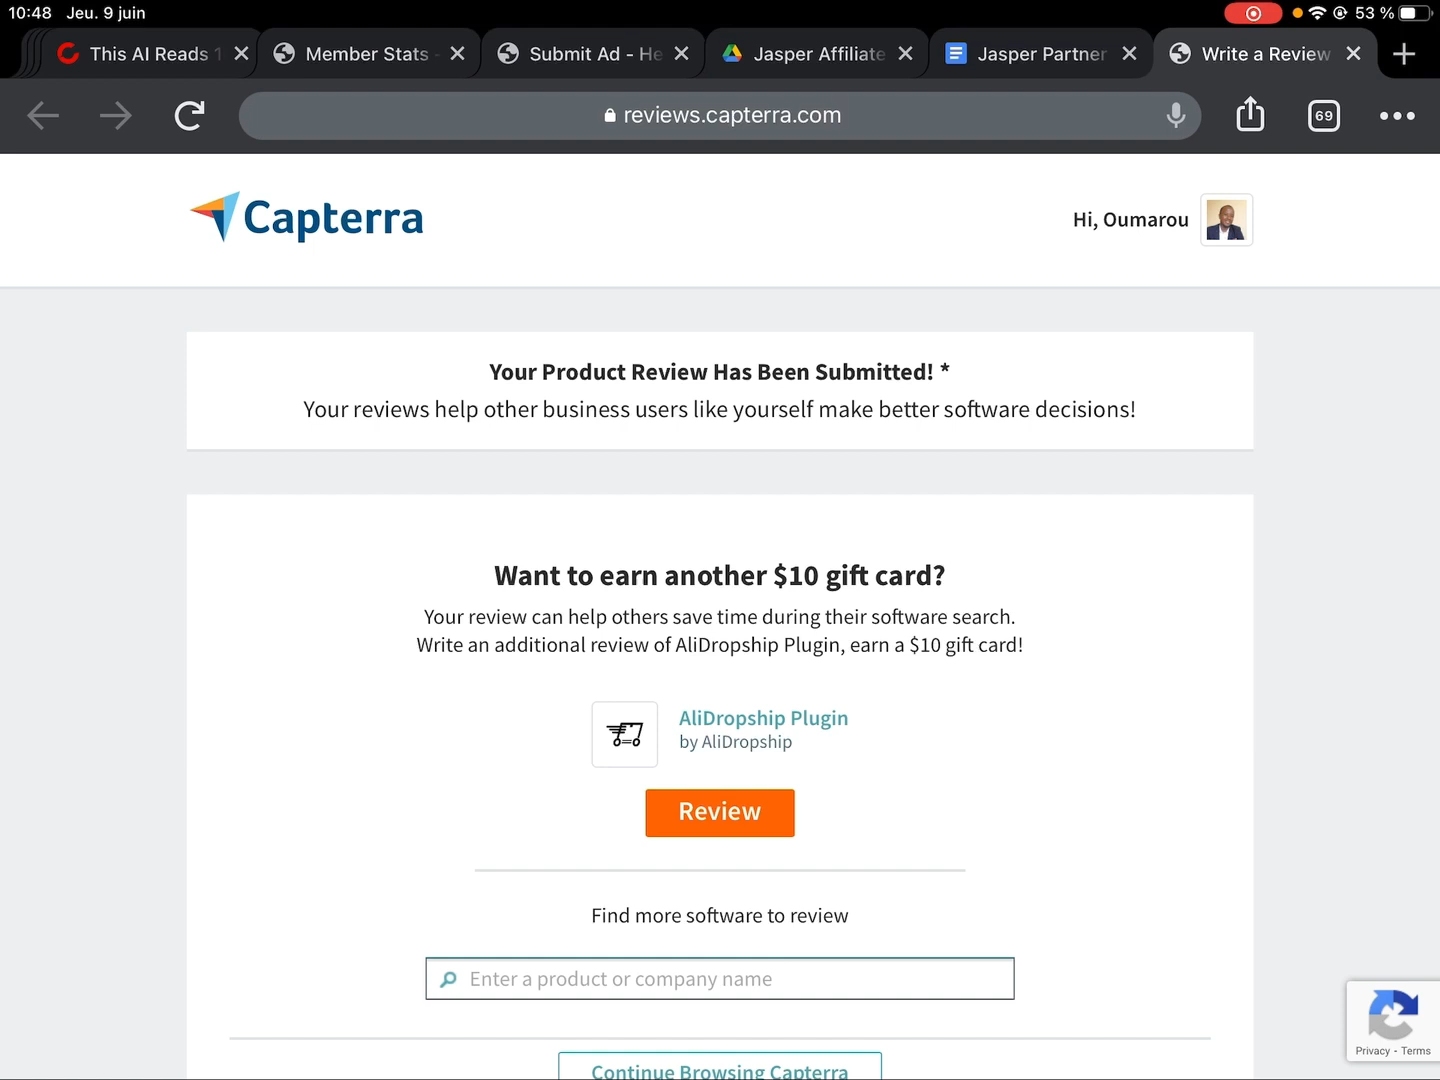 10:48 Jeu. 9 juin
53 %
This AI Reads 1
Member Stats -
Submit Ad - He
Jasper Affiliate
Jasper Partner
Write a Review
reviews.capterra.com
69
Capterra
Hi, Oumarou
Your Product Review Has Been Submitted! *
Your reviews help other business users like yourself make better software decisions!
Want to earn another $10 gift card?
Your review can help others save time during their software search.
Write an additional review of AliDropship Plugin, earn a $10 gift card!
AliDropship Plugin
by AliDropship
Review
Find more software to review
Enter a product or company name
Privacy - Terms
Continue Browsing Capterra